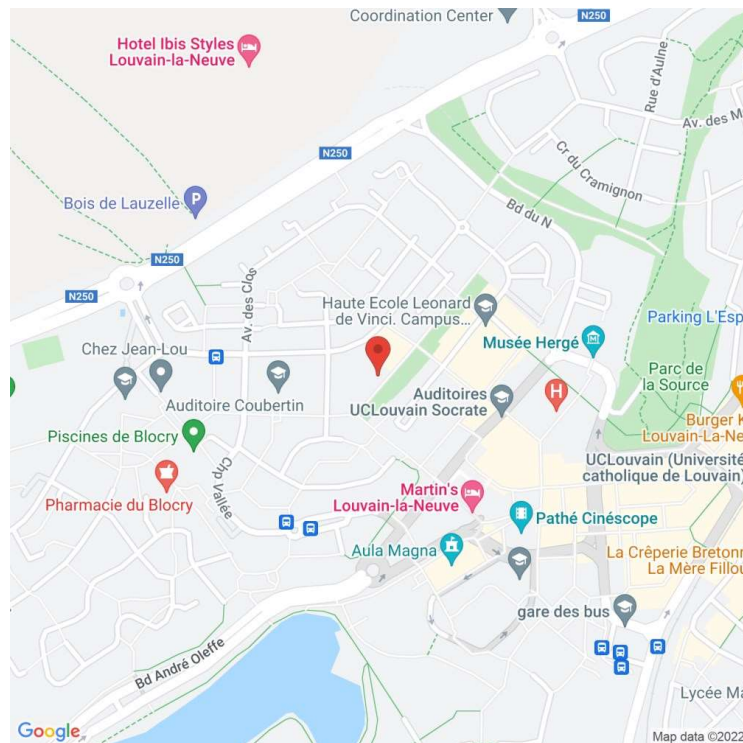 Coordination Center
N250
Hotel Ibis Styles
Louvain-la-Neuve
Rue d'Aulne
Av. des M
Cr du Cramignon
N250
Bois de Lauzelle
P
Bd du N
N250
N250
Av. des Clos
Haute Ecole Leonard
de Vinci. Campus...
Parking L'Esp
Chez Jean-Lou
Musée Hergé
Parc de
la Source
Auditoire Coubertin
Auditoires
UCLouvain Socrate
H
Burger K
Louvain-La-Ne
Piscines de Blocry
UCLouvain (Université
catholique de Louvain)
Chp Vallée
Pharmacie du Blocry
Martin's
Louvain-la-Neuve
Pathé Cinéscope
Aula Magna
La Crêperie Bretonn
La Mère Fillou
gare des bus
Bd André Oleffe
Lycée Ma
Google
Map data ©2022